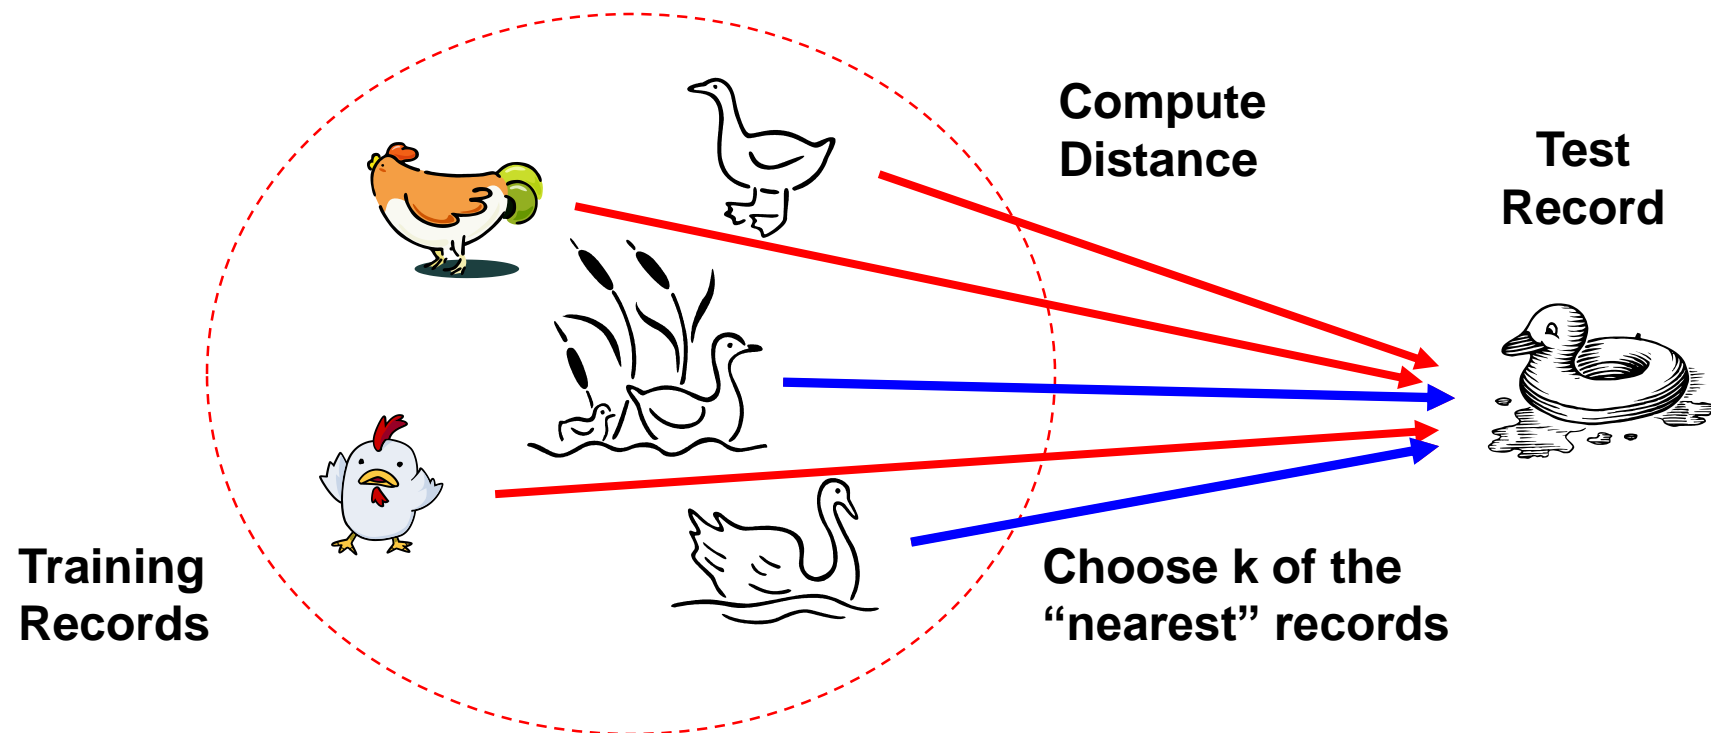 Compute
Distance
Test
Record
Training
Records
Choose k of the
“nearest” records